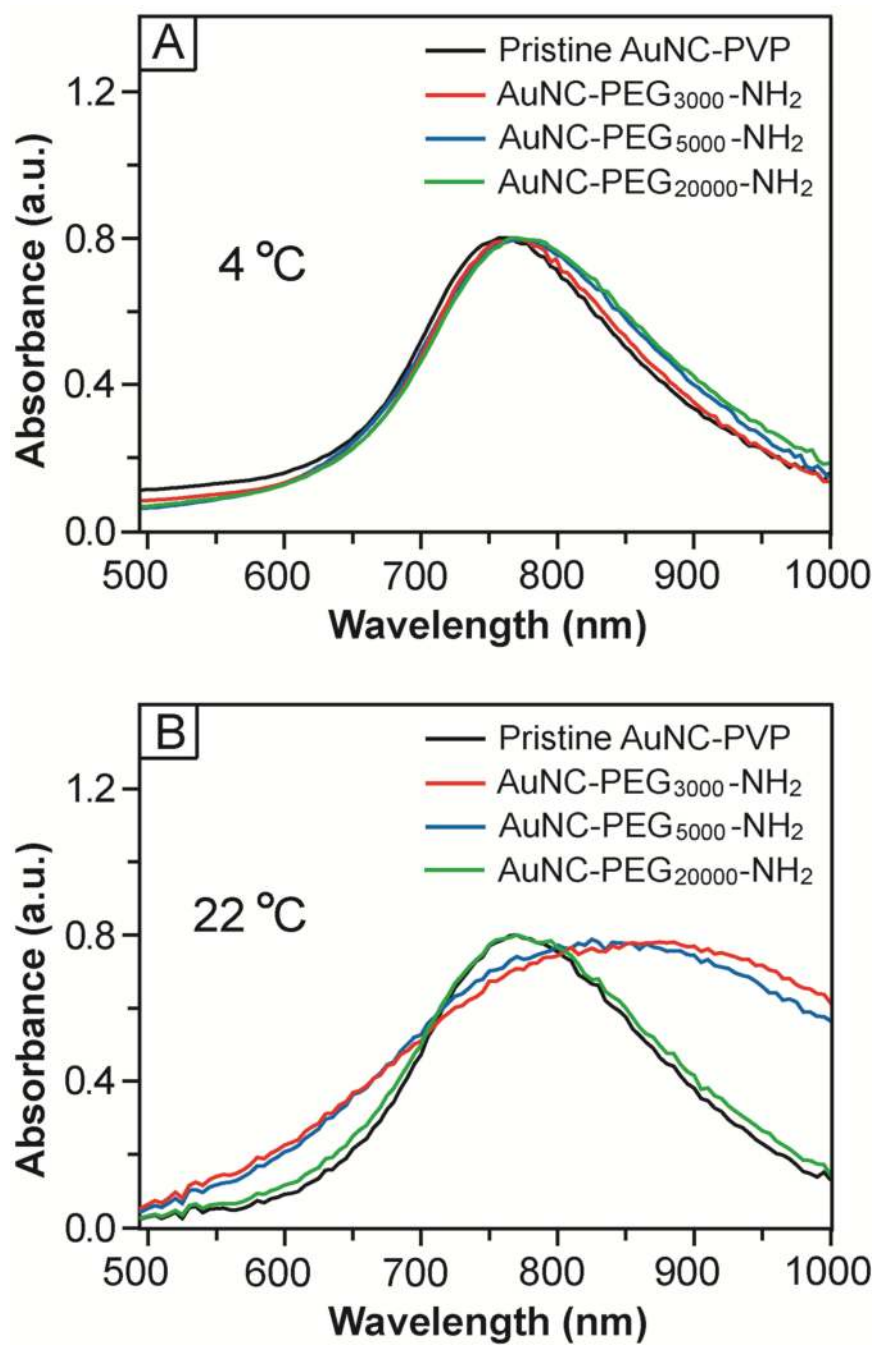 A
Pristine AuNC-PVP
AuNC-PEG₃₀₀₀-NH₂
AuNC-PEG₅₀₀₀-NH₂
AuNC-PEG₂₀₀₀₀-NH₂
4 °C
Absorbance (a.u.)
1.2
0.8
0.4
0.0
500 600 700 800 900 1000
Wavelength (nm)
B
Pristine AuNC-PVP
AuNC-PEG₃₀₀₀-NH₂
AuNC-PEG₅₀₀₀-NH₂
AuNC-PEG₂₀₀₀₀-NH₂
22 °C
Absorbance (a.u.)
1.2
0.8
0.4
0.0
500 600 700 800 900 1000
Wavelength (nm)